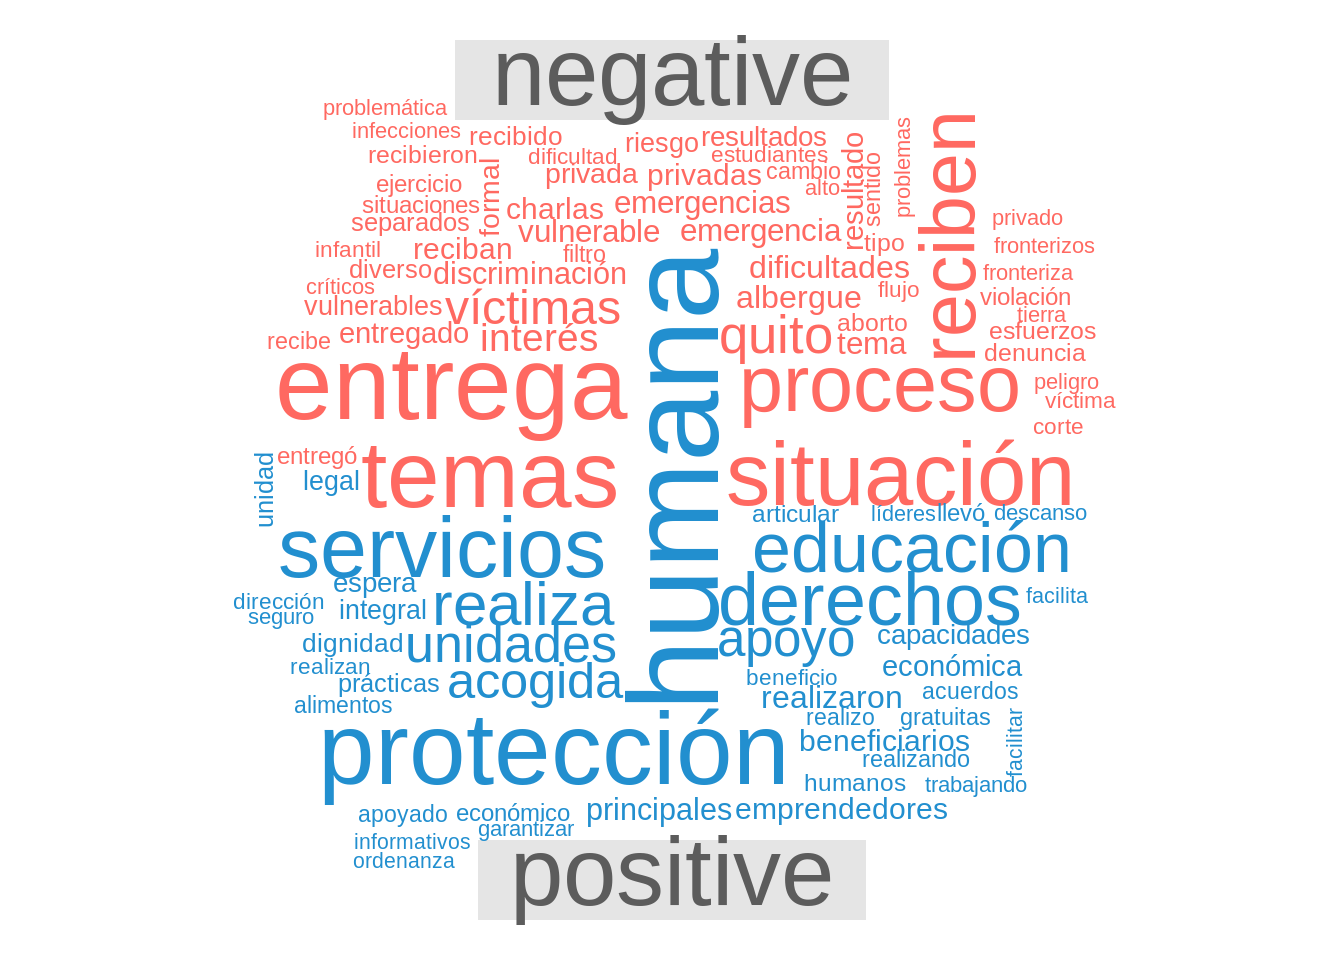 negative
problemática
infecciones
recibido
riesgo
resultados
recibieron
dificultad
estudiantes
privada
privadas
cambio
alto
resultado
sentido
problemas
reciben
ejercicio
formal
situaciones
charlas
emergencias
separados
vulnerable
emergencia
privado
infantil
reciban
filtro
tipo
fronterizos
diverso
discriminación
dificultades
fronteriza
críticos
flujo
vulnerables
víctimas
albergue
violación
tierra
recibe
entregado
interés
quito
aborto
tema
esfuerzos
denuncia
entrega
humana
proceso
peligro
víctima
corte
entregó
temas
situación
unidad
legal
articular
líderes
llevó
descanso
servicios
educación
espera
realiza
derechos
facilita
dirección
integral
seguro
dignidad
unidades
apoyo
capacidades
realizan
económica
prácticas
acogida
beneficio
alimentos
realizaron
acuerdos
protección
realizo
gratuitas
beneficiarios
facilitar
realizando
humanos
trabajando
apoyado
económico
principales
emprendedores
garantizar
informativos
ordenanza
positive